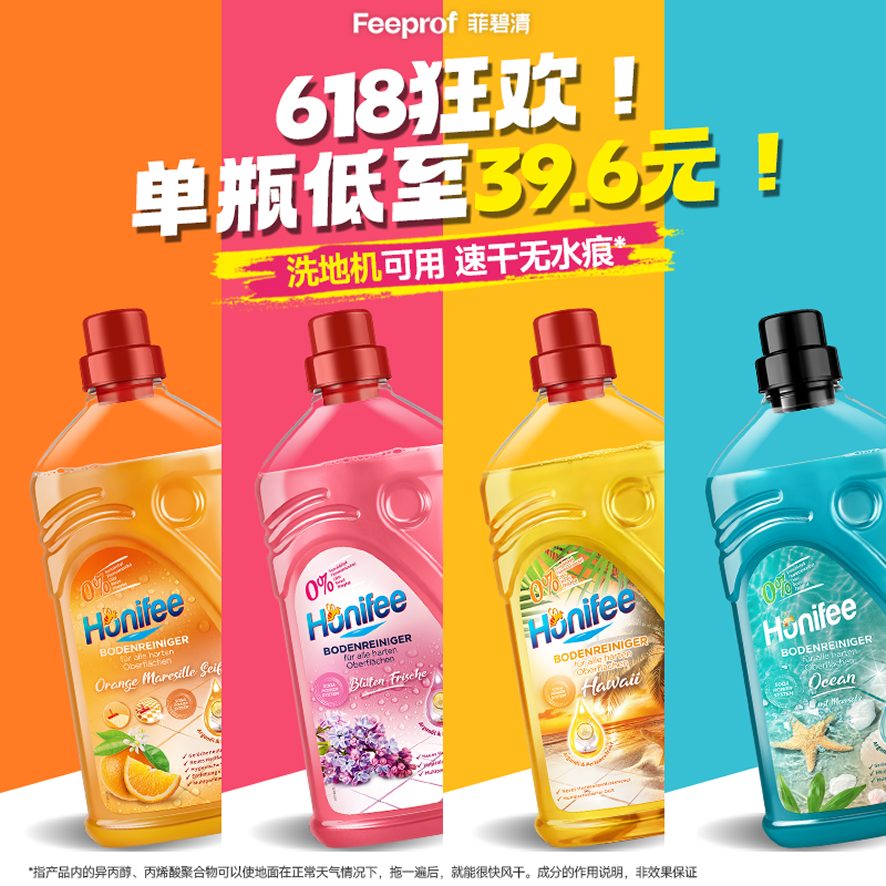 Feeprof 菲碧清
618狂欢！
单瓶低至39.6元！
洗地机可用 速干无水痕*
0%
Honifee
BODENREINIGER
für alle harten
Oberflächen
Orange Maresille Seif
0%
Honifee
BODENREINIGER
für alle harten
Oberflächen
Blüten Frische
0%
Honifee
BODENREINIGER
für alle harten
Oberflächen
Hawaii
0%
Honifee
BODENREINIGER
für alle harten
Oberflächen
SODA POWER SYSTEM
Ocean
*指产品内的异丙醇、丙烯酸聚合物可以使地面在正常天气情况下，拖一遍后，就能很快风干。成分的作用说明，非效果保证